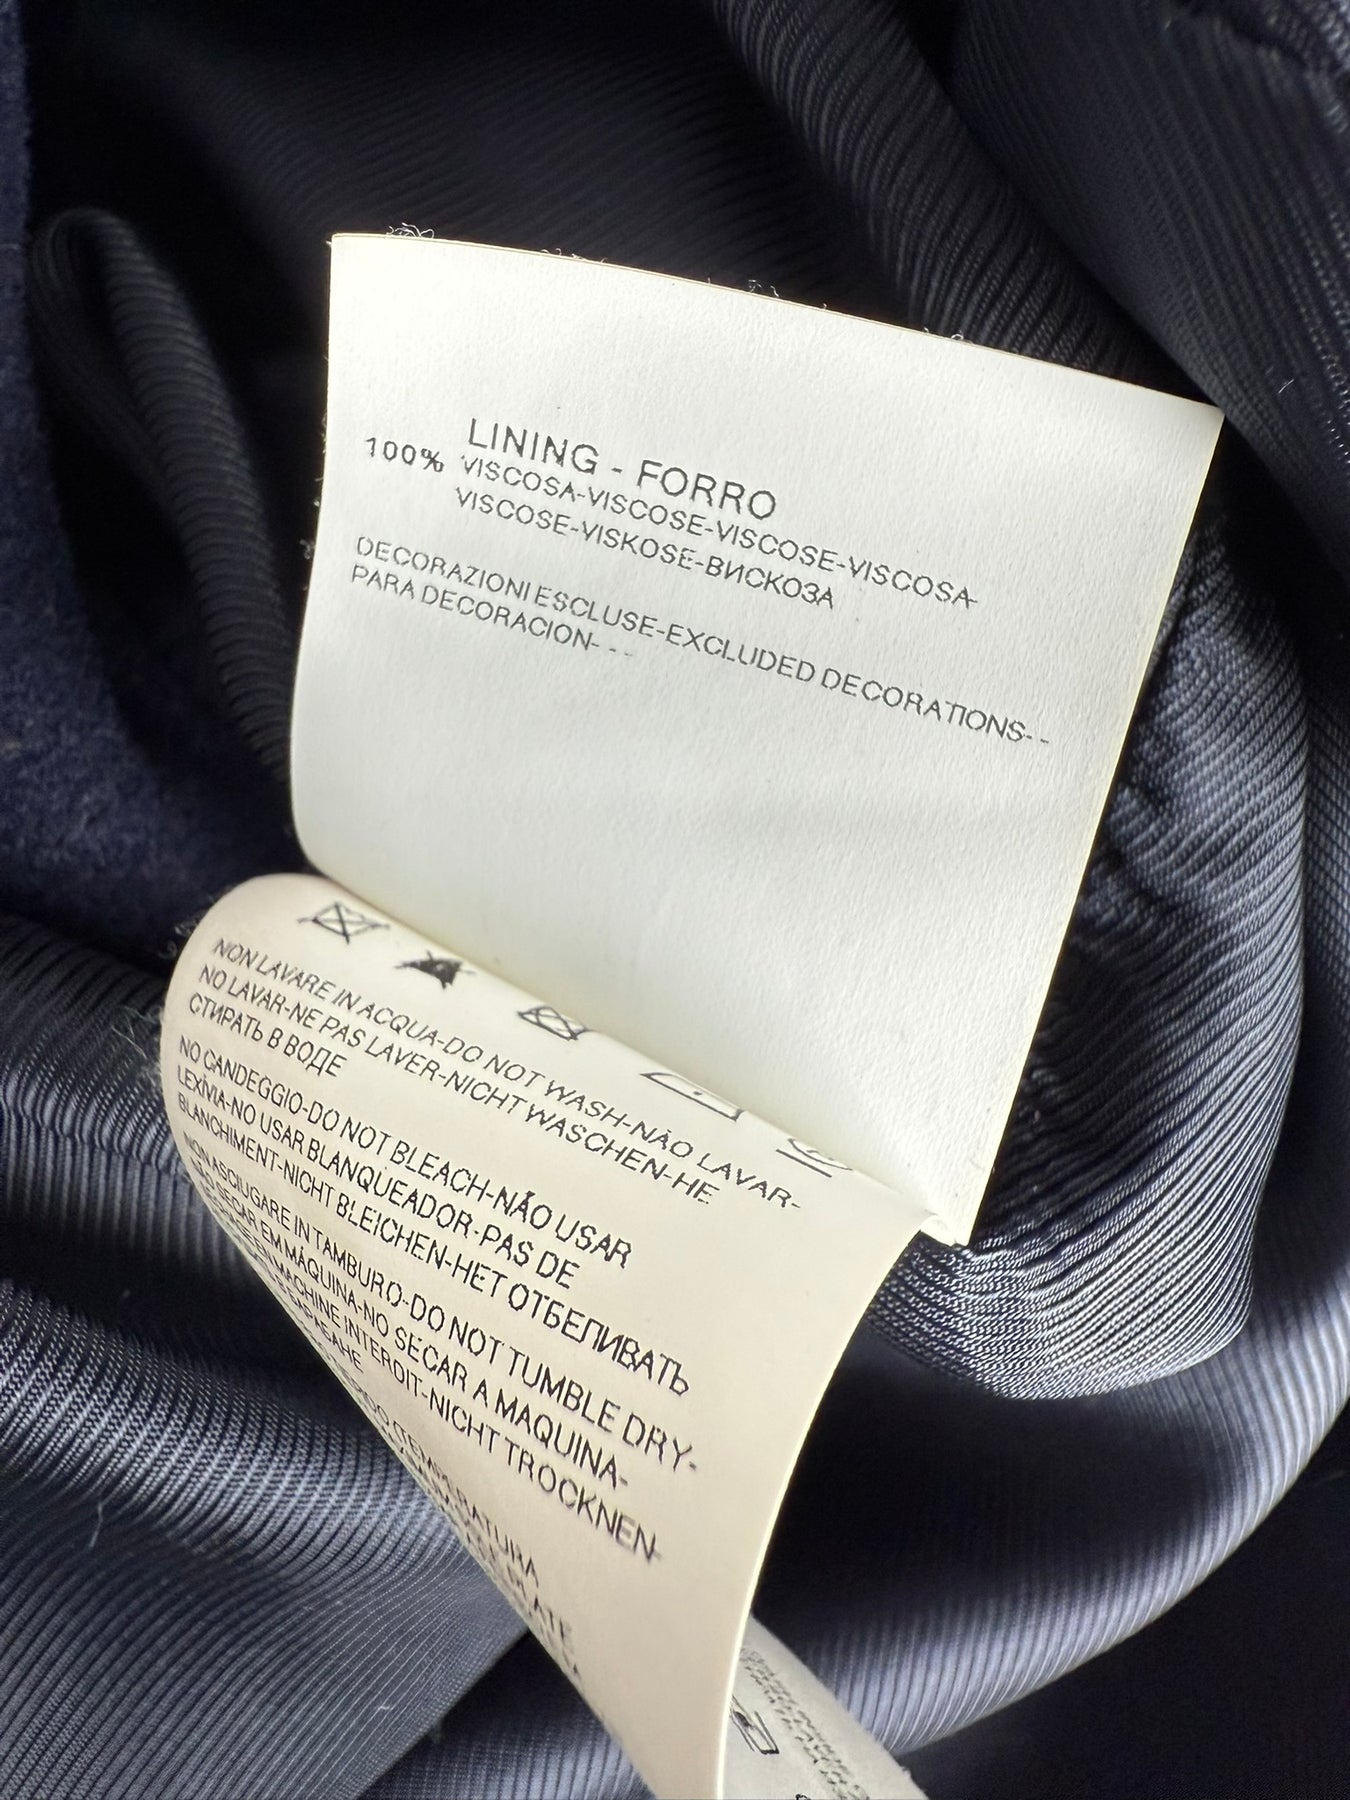 LINING - FORRO
100% VISCOSA-VISCOSE-VISCOSE-VISCOSA-
VISCOSE-VISKOSE-ВИСКОЗА
DECORAZIONI ESCLUSE-EXCLUDED DECORATIONS- -
PARA DECORACION- - -
NON LAVARE IN ACQUA-DO NOT WASH-NÃO LAVAR-
NO LAVAR-NE PAS LAVER-NICHT WASCHEN-НЕ
СТИРАТЬ В ВОДЕ
NO CANDEGGIO-DO NOT BLEACH-NÃO USAR
LEXÍVIA-NO USAR BLANQUEADOR-PAS DE
BLANCHIMENT-NICHT BLEICHEN-НЕТ ОТБЕЛИВАТЬ
NON ASCIUGARE IN TAMBURO-DO NOT TUMBLE DRY-
SECAR EM MÁQUINA-NO SECAR A MAQUINA-
MACHINE INTERDIT-NICHT TROCKNEN-